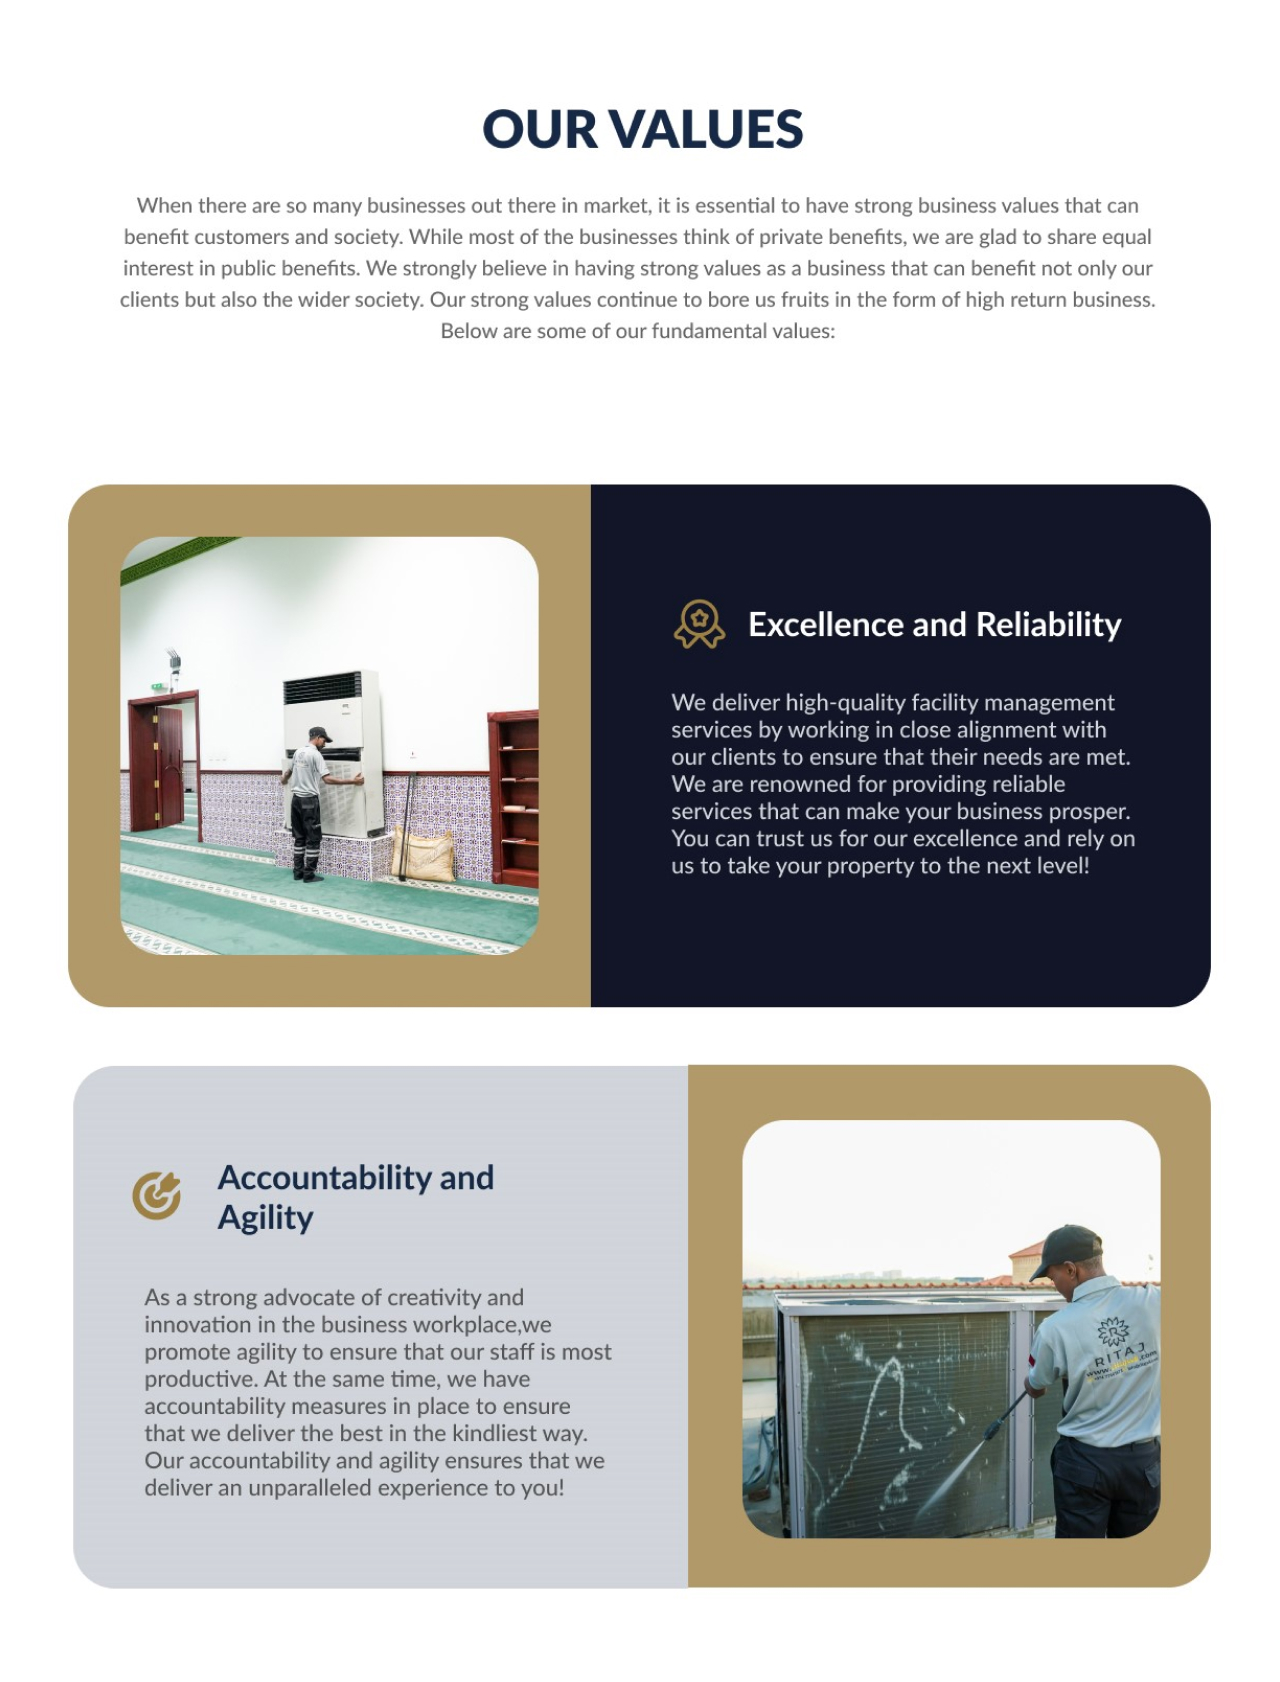 OUR VALUES
When there are so many businesses out there in market, it is essential to have strong business values that can
benefit customers and society. While most of the businesses think of private benefits, we are glad to share equal
interest in public benefits. We strongly believe in having strong values as a business that can benefit not only our
clients but also the wider society. Our strong values continue to bore us fruits in the form of high return business.
Below are some of our fundamental values:
Excellence and Reliability
We deliver high-quality facility management
services by working in close alignment with
our clients to ensure that their needs are met.
We are renowned for providing reliable
services that can make your business prosper.
You can trust us for our excellence and rely on
us to take your property to the next level!
Accountability and
Agility
As a strong advocate of creativity and
innovation in the business workplace,we
promote agility to ensure that our staff is most
productive. At the same time, we have
accountability measures in place to ensure
that we deliver the best in the kindliest way.
Our accountability and agility ensures that we
deliver an unparalleled experience to you!
RITAJ